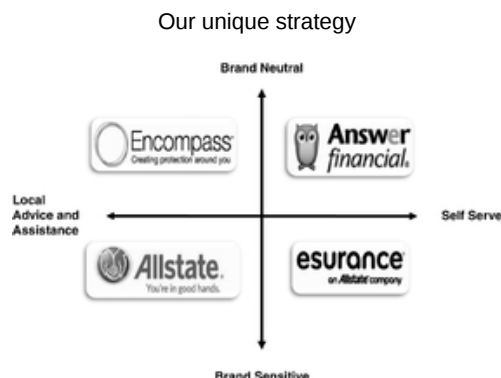 Our unique strategy
Brand Neutral
Encompass
Creating protection around you
Answer
financial
Local
Advice and
Assistance
Self Serve
Allstate.
You're in good hands.
esurance
an Allstate company
Brand Sensitive